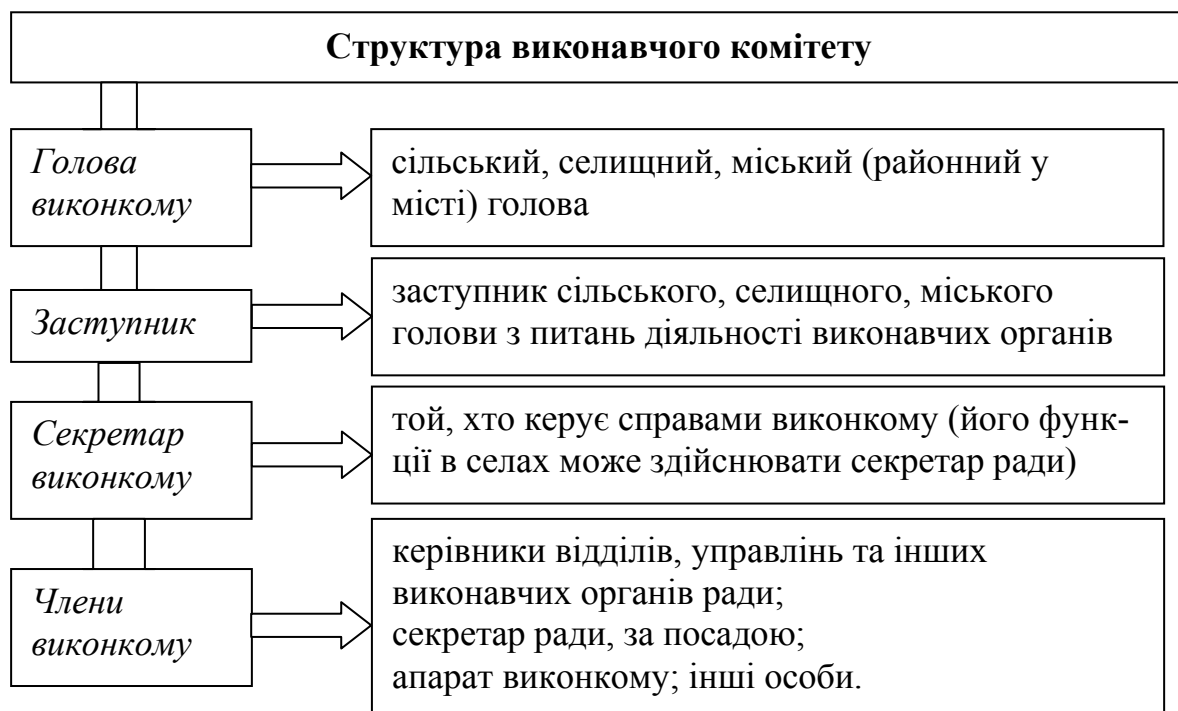 Структура виконавчого комітету
Голова
виконкому
сільський, селищний, міський (районний у
місті) голова
Заступник
заступник сільського, селищного, міського
голови з питань діяльності виконавчих органів
Секретар
виконкому
той, хто керує справами виконкому (його функ-
ції в селах може здійснювати секретар ради)
Члени
виконкому
керівники відділів, управлінь та інших
виконавчих органів ради;
секретар ради, за посадою;
апарат виконкому; інші особи.